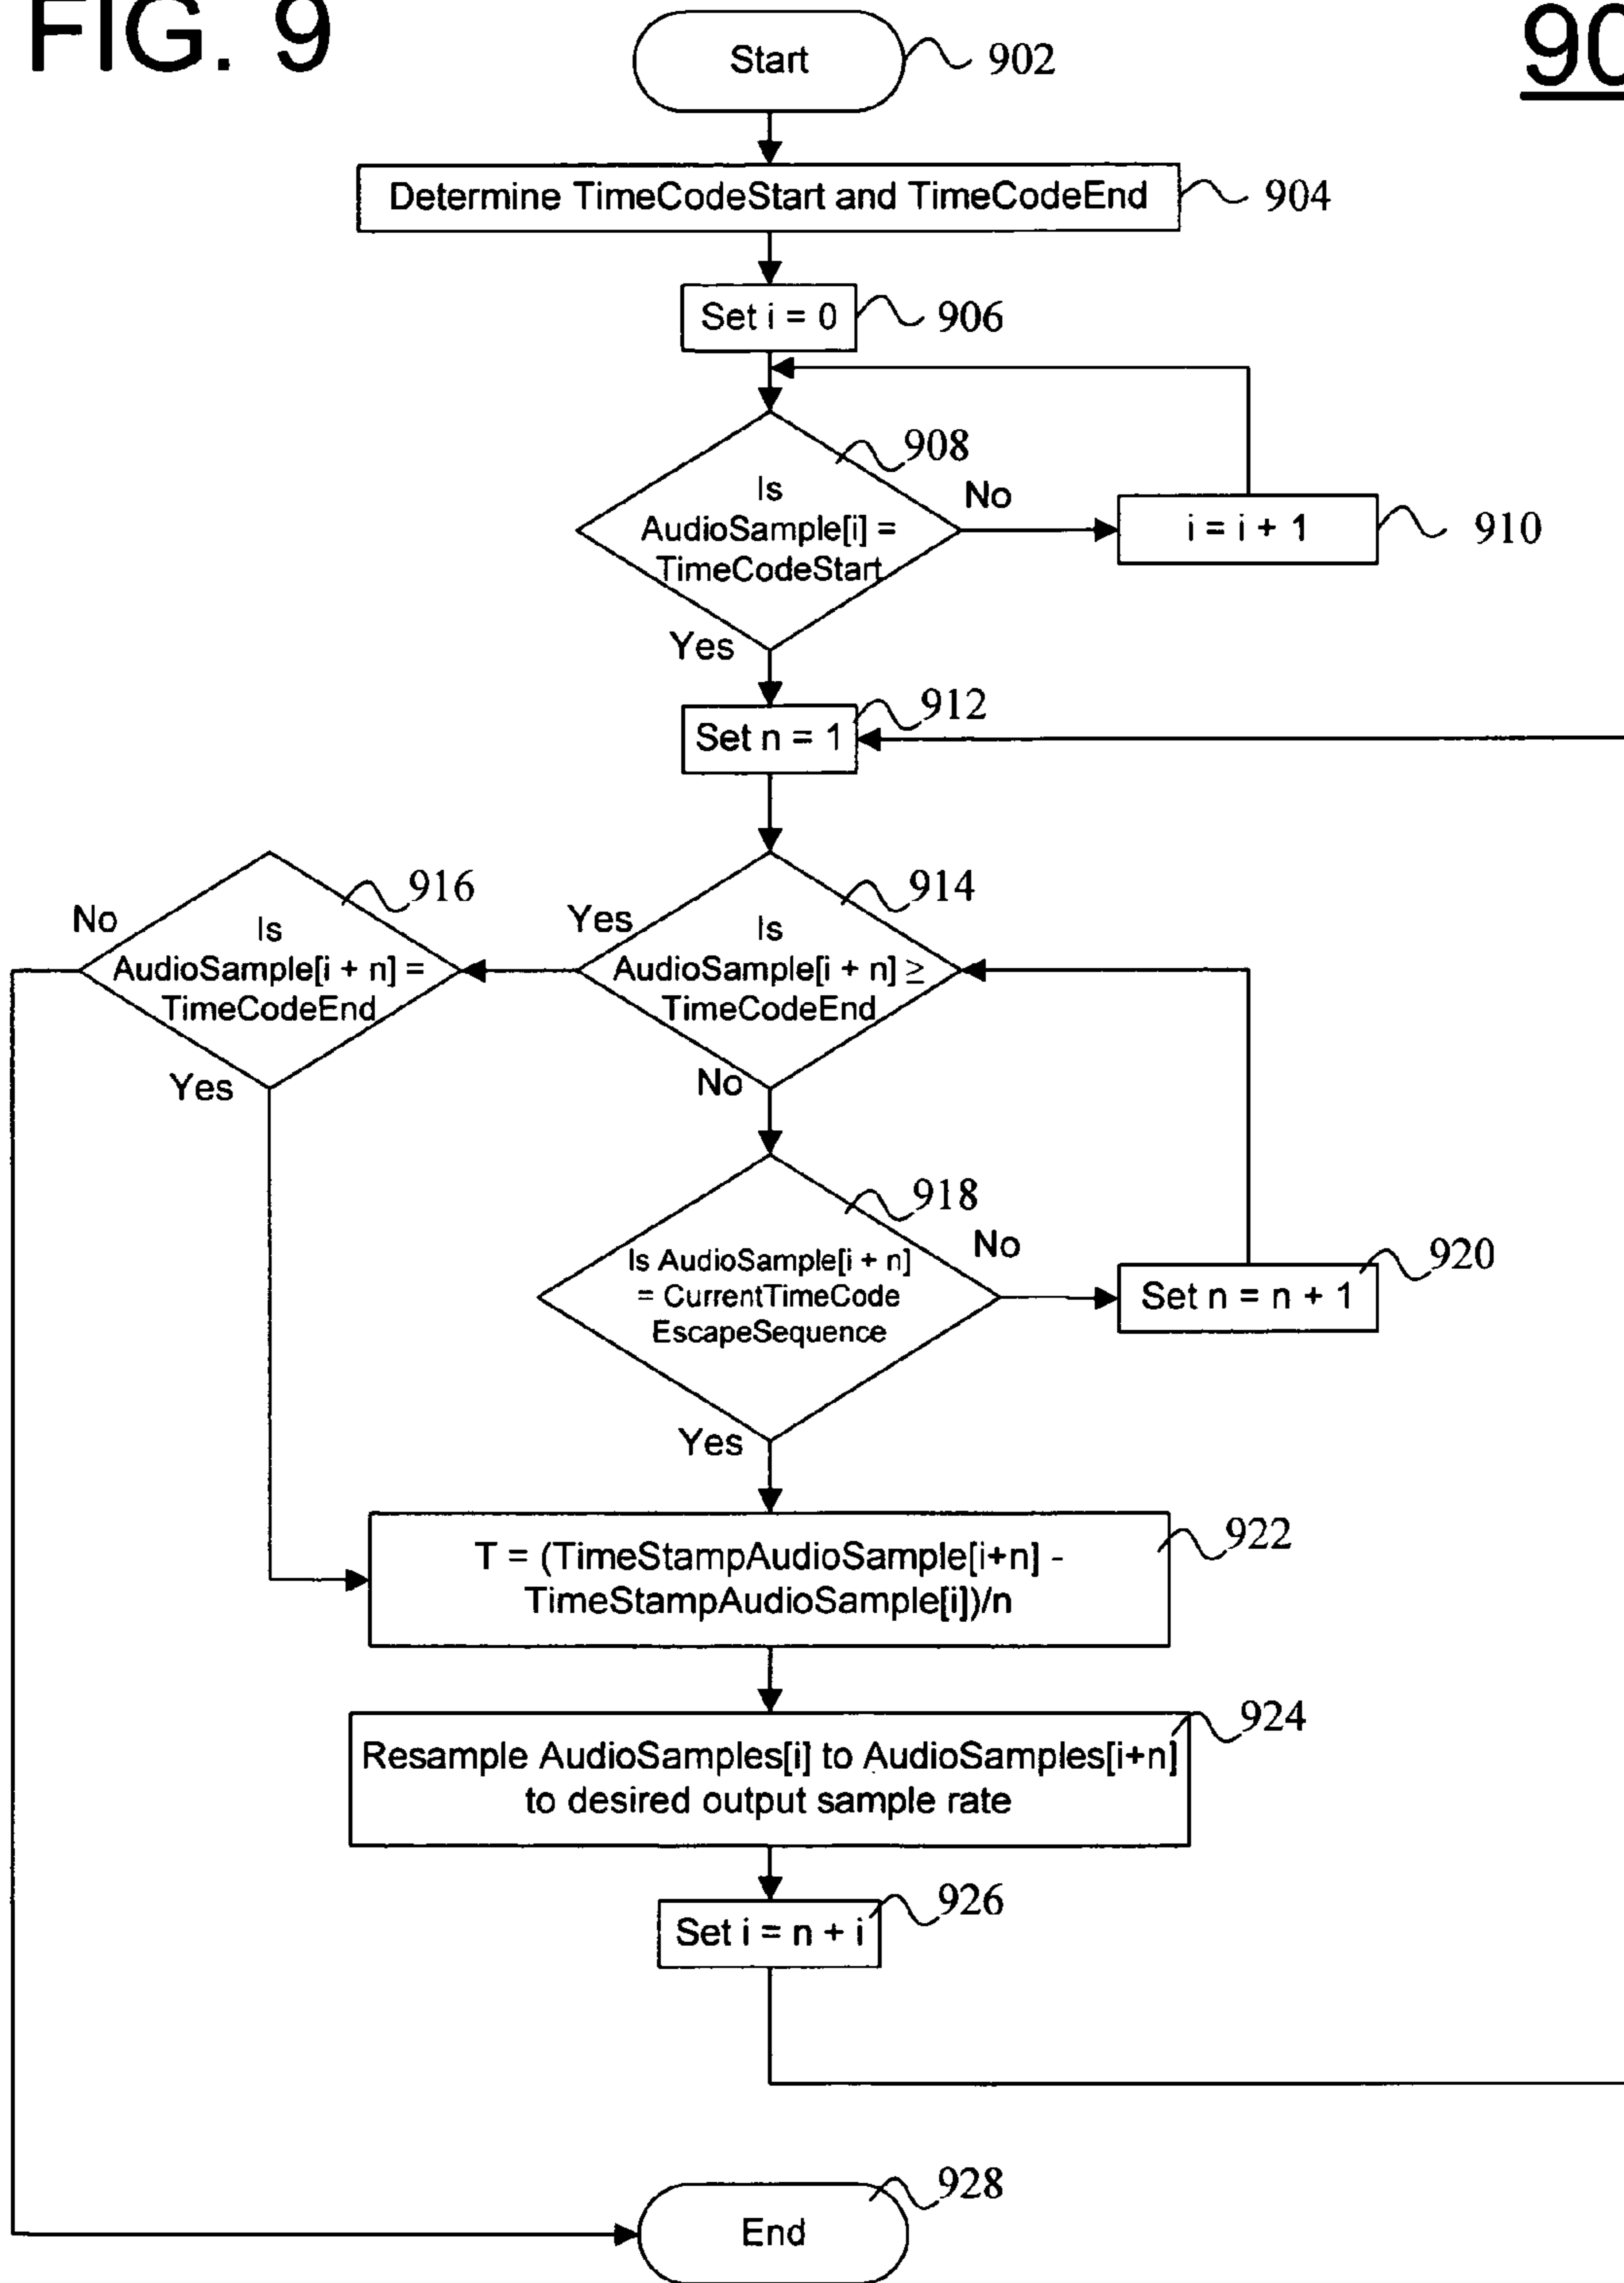 FIG. 9
90
Start
902
Determine TimeCodeStart and TimeCodeEnd
904
Set i = 0
906
908
Is
AudioSample[i] =
TimeCodeStart
No
i = i + 1
910
Yes
912
Set n = 1
916
No
Is
AudioSample[i + n] =
TimeCodeEnd
Yes
914
Yes
Is
AudioSample[i + n] ≥
TimeCodeEnd
No
918
Is AudioSample[i + n]
= CurrentTimeCode
EscapeSequence
No
920
Set n = n + 1
Yes
922
T = (TimeStampAudioSample[i+n] -
TimeStampAudioSample[i])/n
924
Resample AudioSamples[i] to AudioSamples[i+n]
to desired output sample rate
926
Set i = n + i
928
End